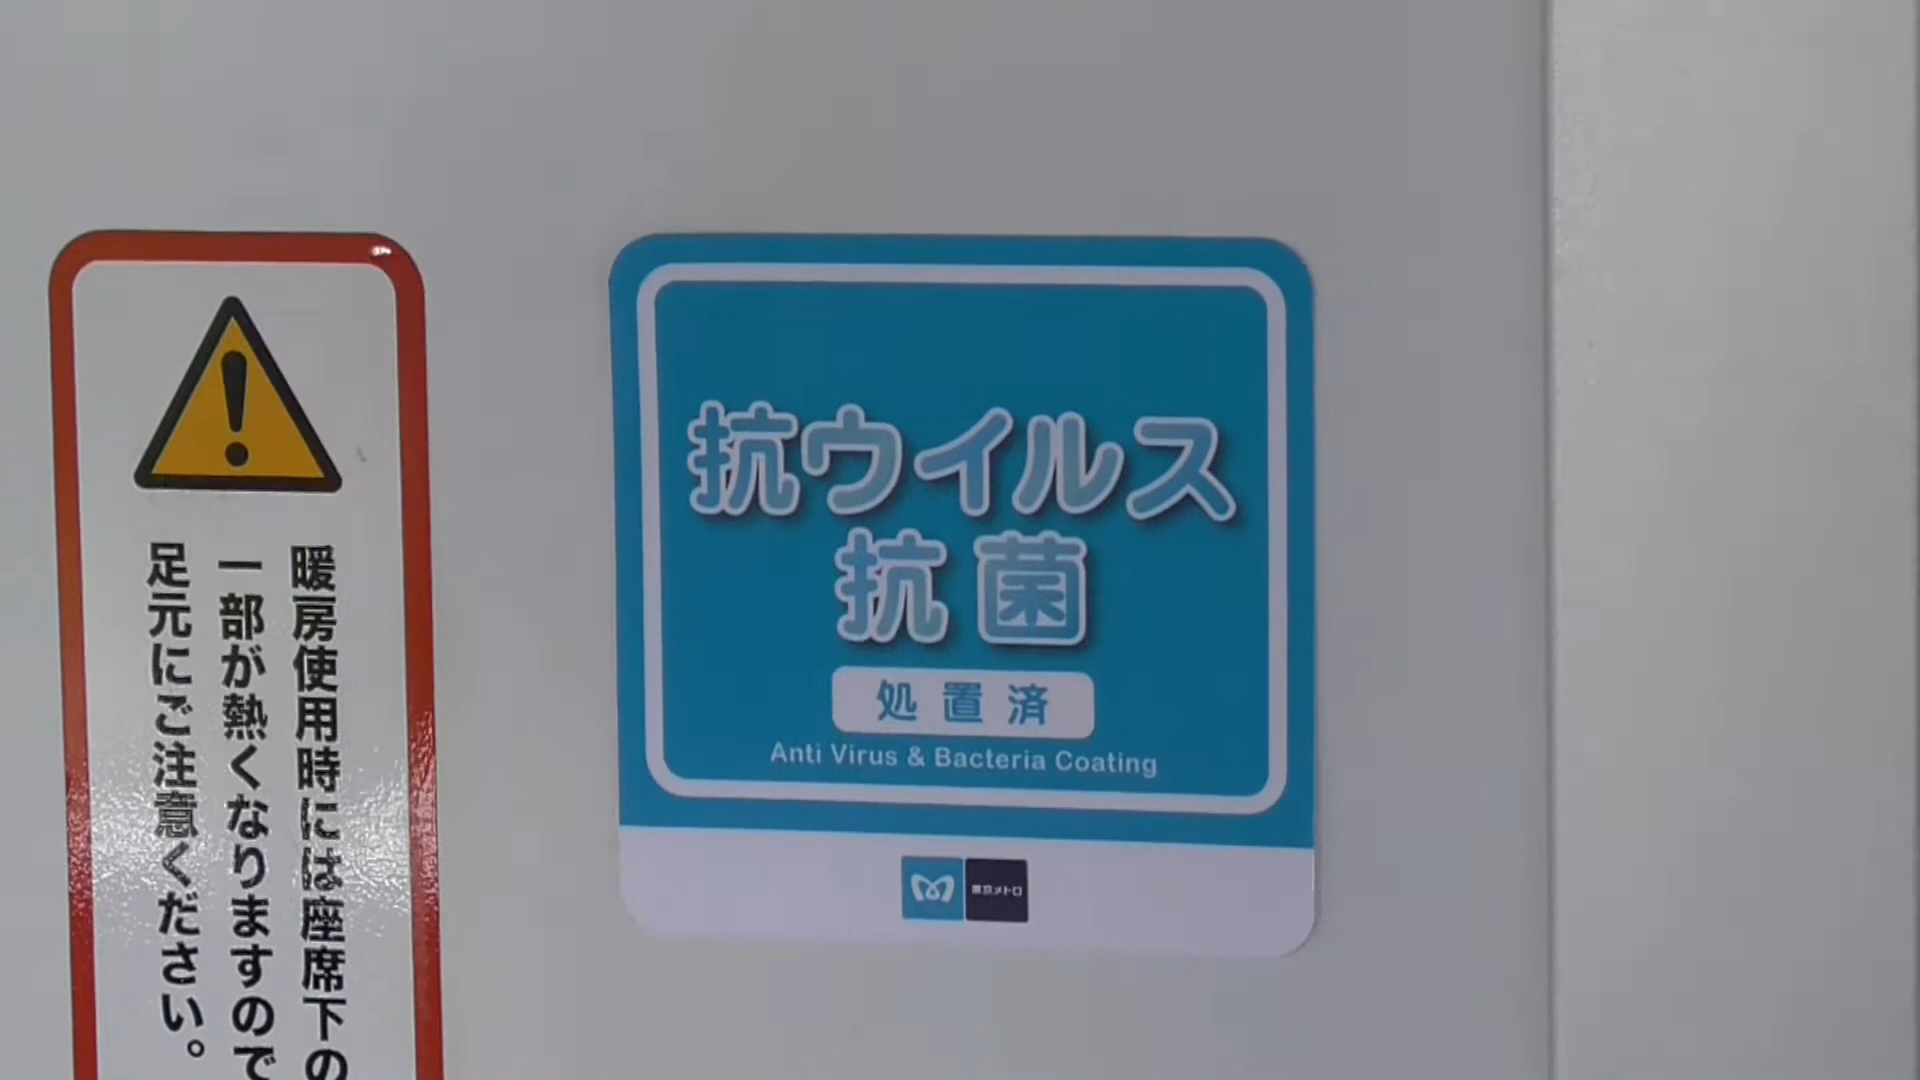 暖房使用時には座席下の
一部が熱くなりますので
足元にご注意ください。
抗ウイルス
抗菌
処置済
Anti Virus & Bacteria Coating
東京メトロ